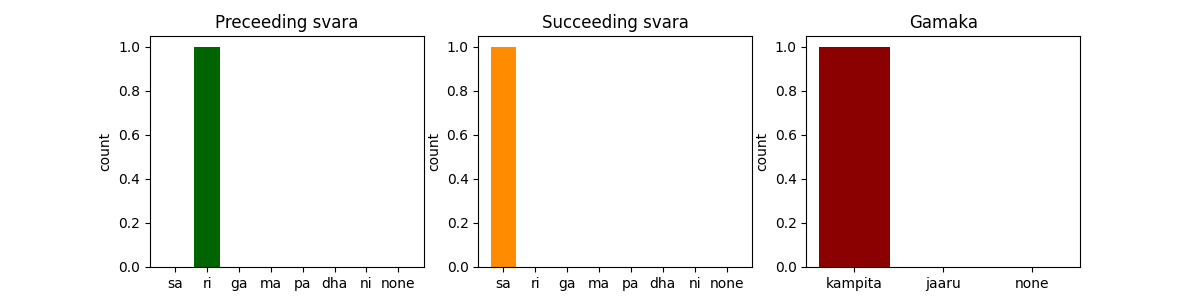 Preceeding svara
count
1.0
0.8
0.6
0.4
0.2
0.0
sa ri ga ma pa dha ni none
Succeeding svara
count
1.0
0.8
0.6
0.4
0.2
0.0
sa ri ga ma pa dha ni none
Gamaka
count
1.0
0.8
0.6
0.4
0.2
0.0
kampita jaaru none